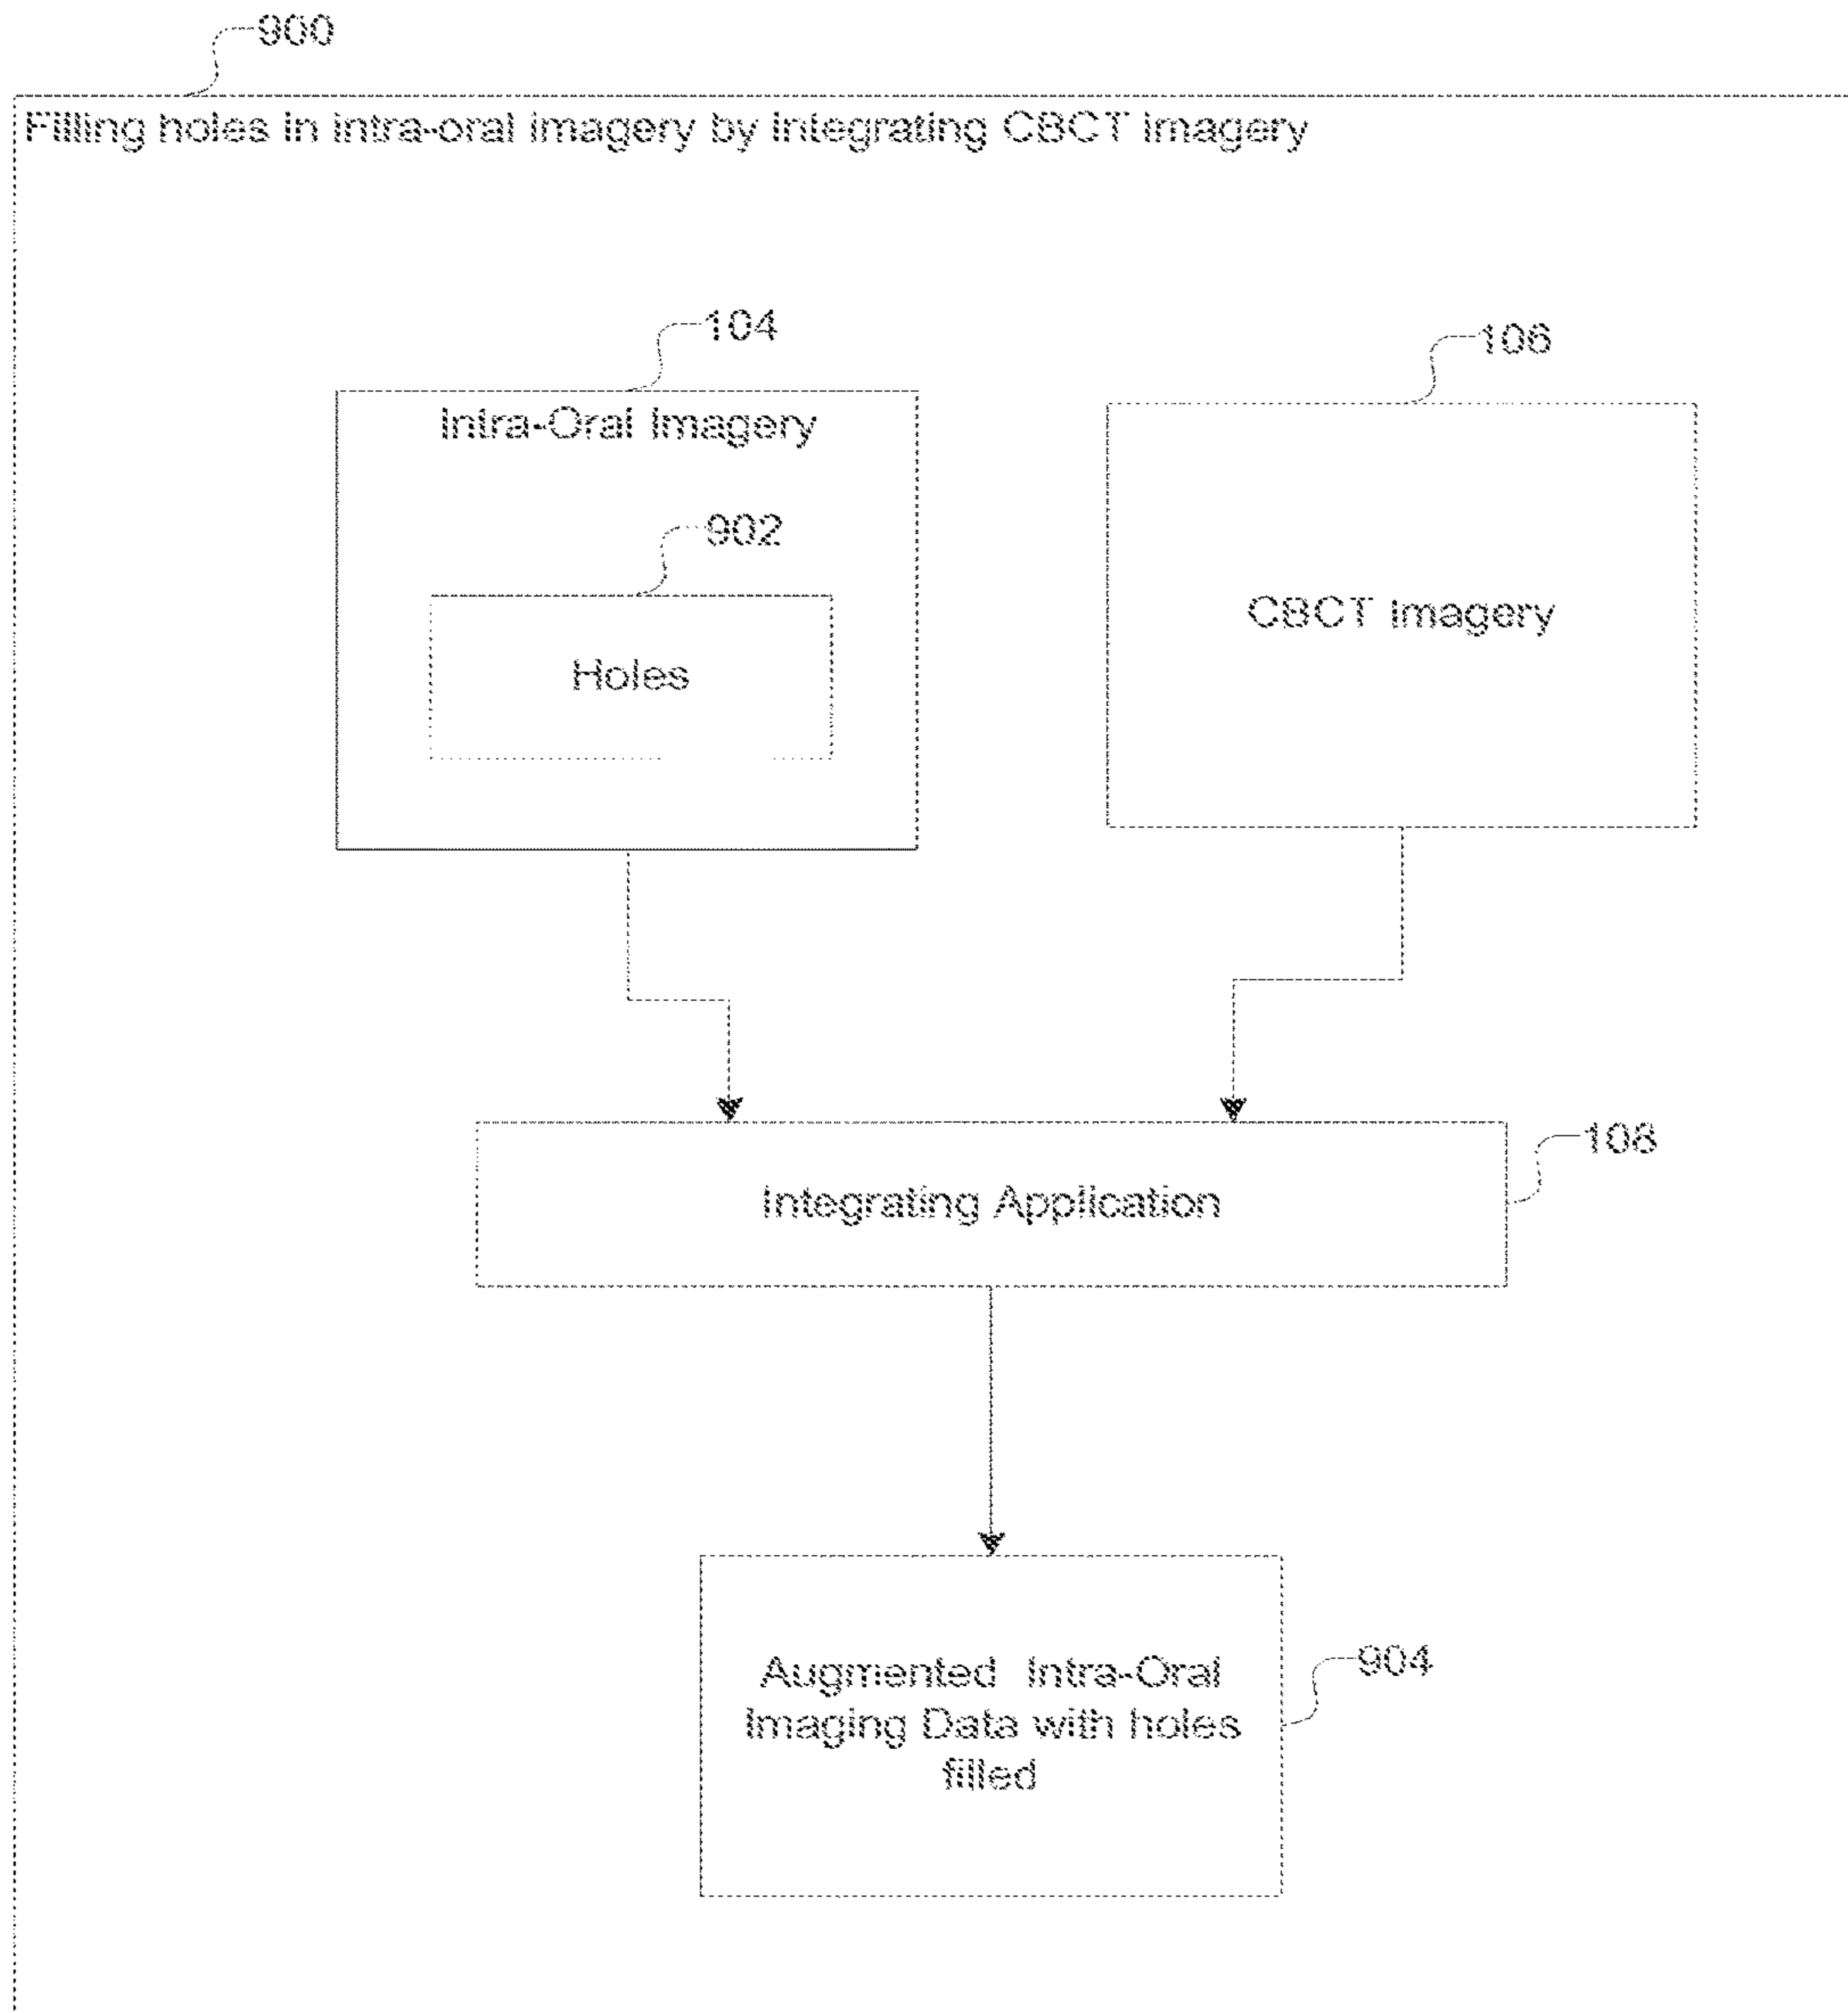 900
Filling holes in intra-oral imagery by integrating CBCT imagery
104
106
Intra-Oral Imagery
902
CBCT Imagery
Holes
108
Integrating Application
904
Augmented Intra-Oral
Imaging Data with holes
filled